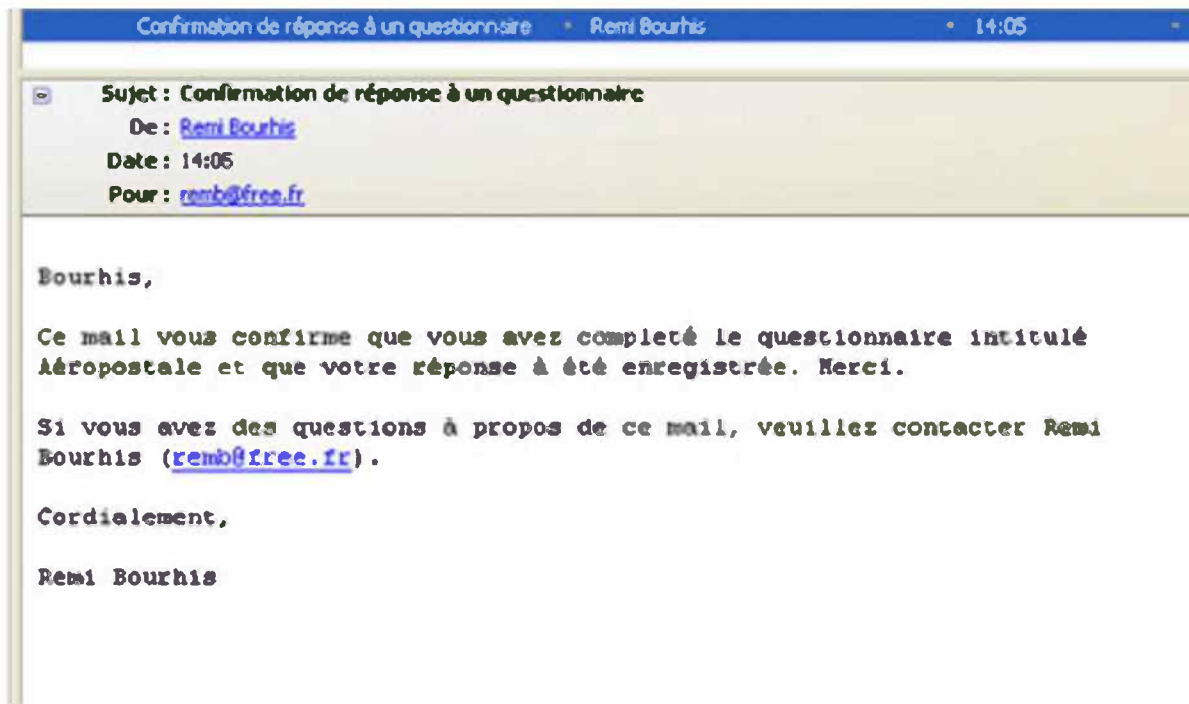 Confirmation de réponse à un questionnaire • Remi Bourhis • 14:05
Sujet : Confirmation de réponse à un questionnaire
De : Remi Bourhis
Date : 14:05
Pour : remb@free.fr
Bourhis,
Ce mail vous confirme que vous avez completé le questionnaire intitulé
Aéropostale et que votre réponse à été enregistrée. Merci.
Si vous avez des questions à propos de ce mail, veuillez contacter Remi
Bourhis (remb@free.fr).
Cordialement,
Remi Bourhis